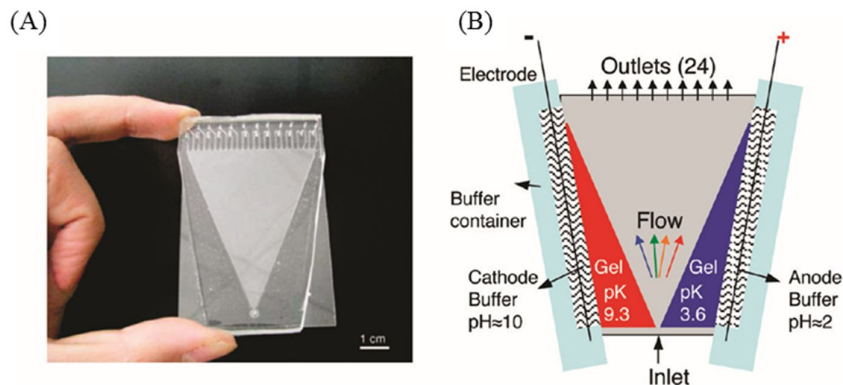 (A)
1 cm
(B)
-
+
Electrode
Outlets (24)
Buffer
container
Flow
Cathode
Buffer
pH≈10
Gel
pK
9.3
Gel
pK
3.6
Anode
Buffer
pH≈2
Inlet